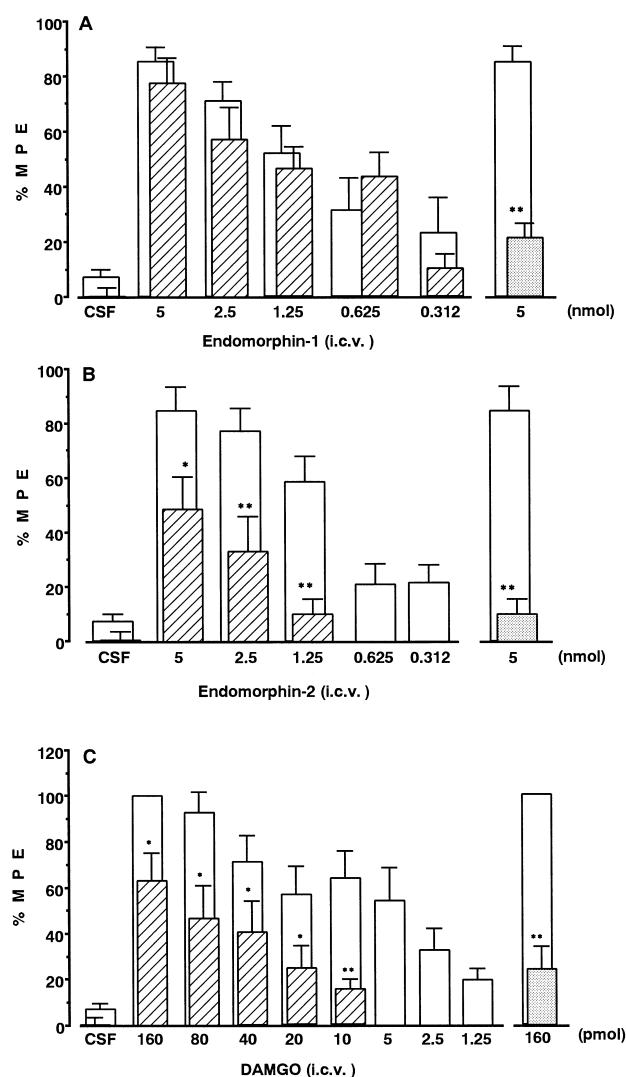 A
100
80
60
40
20
0
% M P E
**
CSF 5 2.5 1.25 0.625 0.312 5 (nmol)
Endomorphin-1 (i.c.v. )
B
100
80
60
40
20
0
% M P E
*
**
**
**
CSF 5 2.5 1.25 0.625 0.312 5 (nmol)
Endomorphin-2 (i.c.v. )
C
120
100
80
60
40
20
0
% M P E
*
*
*
*
**
**
CSF 160 80 40 20 10 5 2.5 1.25 160 (pmol)
DAMGO (i.c.v. )